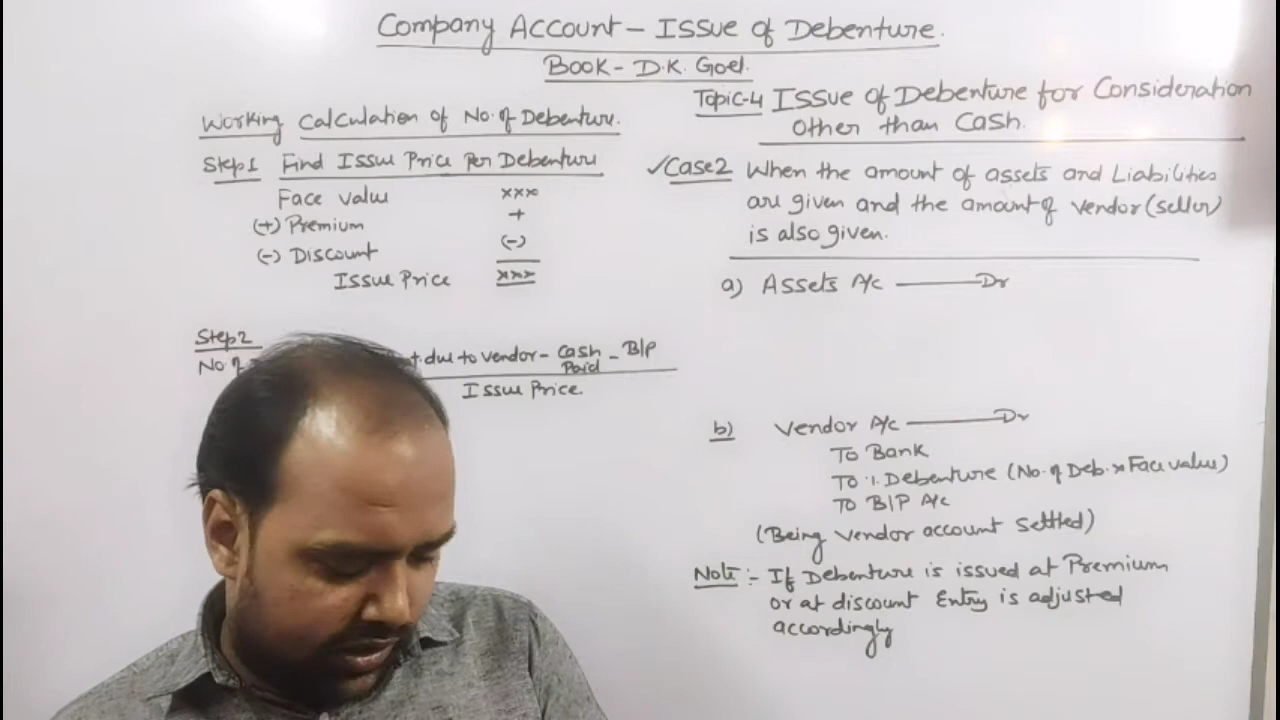 Company Account - Issue of Debenture.
Book - D.K. Goel.
Working Calculation of No. of Debenture.
Step1 Find Issue Price Per Debenture
Face value xxx
(+) Premium +
(-) Discount (-)
Issue Price xxx
Step2
No. of
due to vendor - Cash Paid - B/P
Issue Price.
Topic-4 Issue of Debenture for Consideration
Other than Cash.
✓Case2 When the amount of assets and Liabilities
are given and the amount of vendor (seller)
is also given.
a) Assets A/c ——— Dr
b) Vendor A/c ——— Dr
To Bank
To % Debenture (No. of Deb. x Face value)
To B/P A/c
(Being vendor account Settled)
Note :- If Debenture is issued at Premium
or at discount Entry is adjusted
accordingly